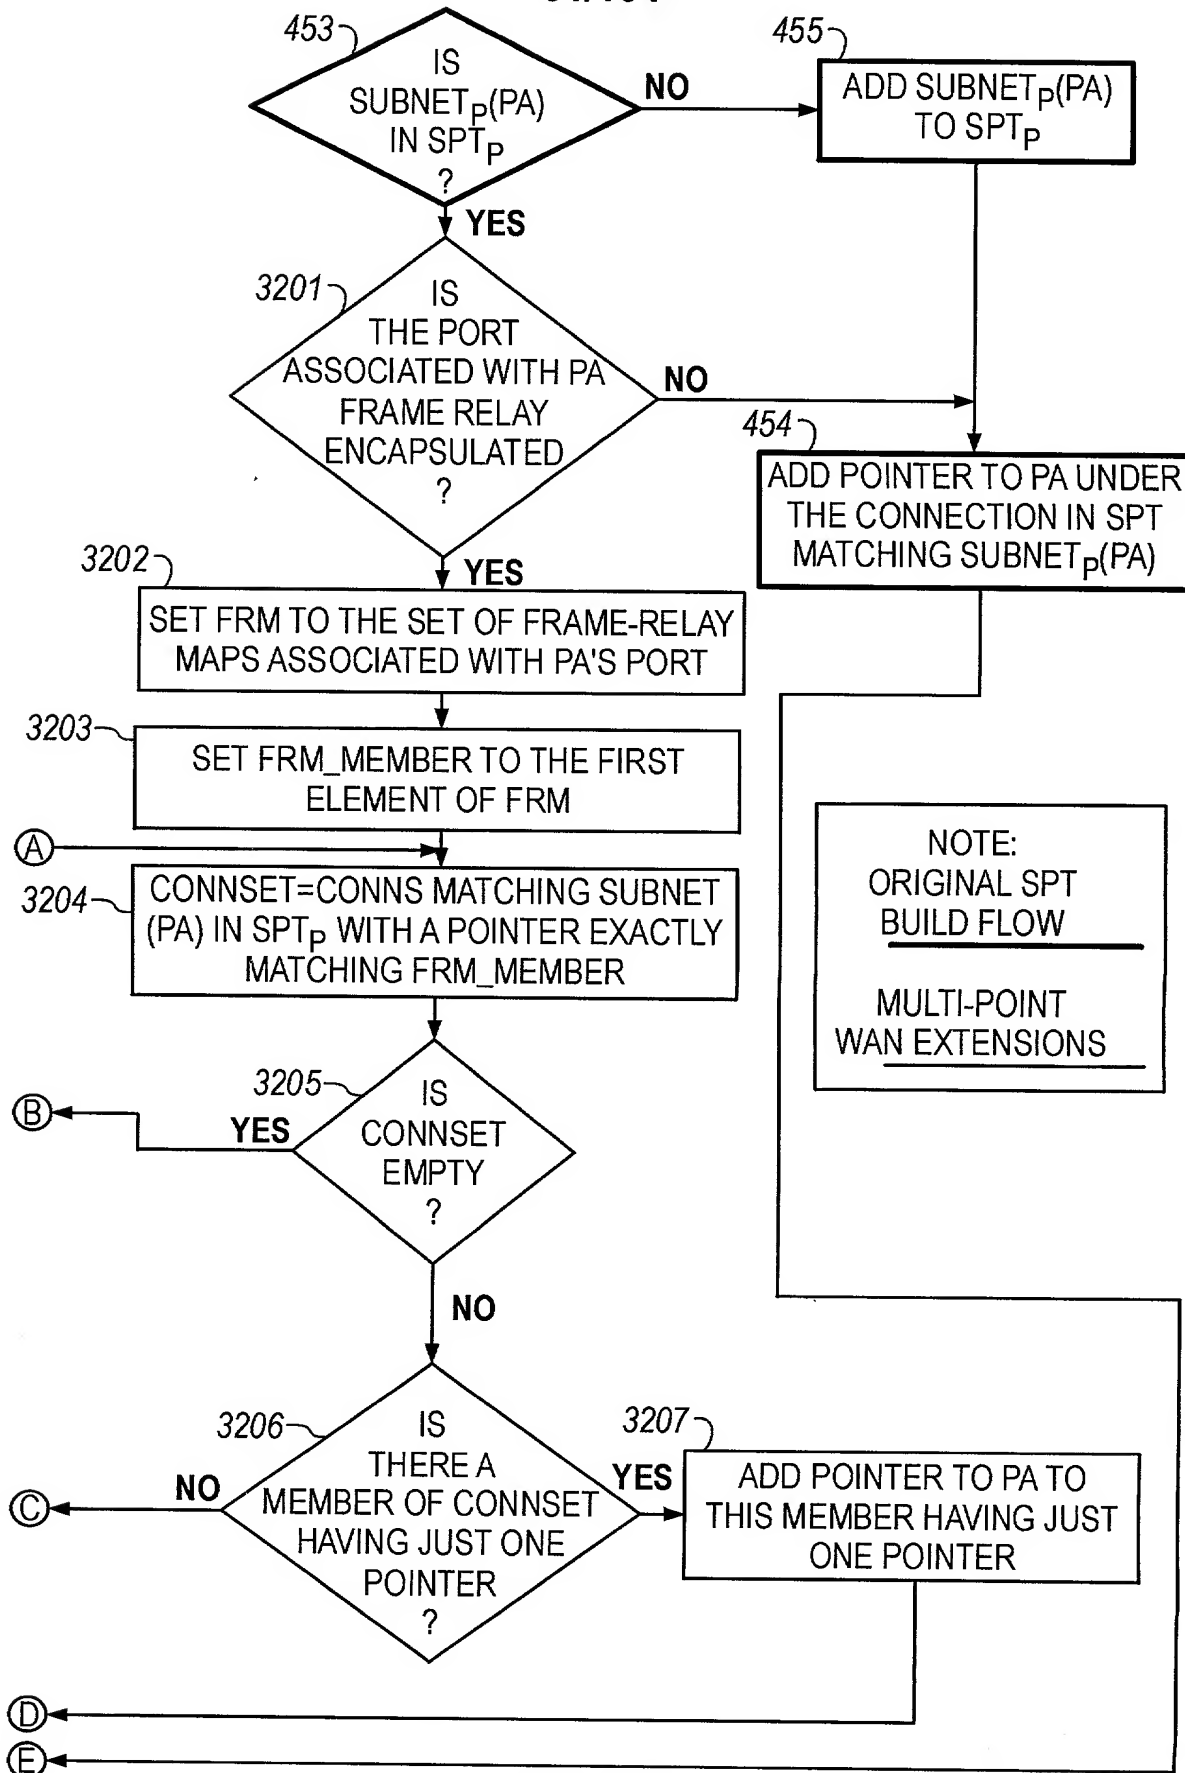 453
IS
SUBNETP(PA)
IN SPTP
?
NO
455
ADD SUBNETP(PA)
TO SPTP
YES
3201
IS
THE PORT
ASSOCIATED WITH PA
FRAME RELAY
ENCAPSULATED
?
NO
454
ADD POINTER TO PA UNDER
THE CONNECTION IN SPT
MATCHING SUBNETP(PA)
YES
3202
SET FRM TO THE SET OF FRAME-RELAY
MAPS ASSOCIATED WITH PA'S PORT
3203
SET FRM_MEMBER TO THE FIRST
ELEMENT OF FRM
A
3204
CONNSET=CONNS MATCHING SUBNET
(PA) IN SPTP WITH A POINTER EXACTLY
MATCHING FRM_MEMBER
NOTE:
ORIGINAL SPT
BUILD FLOW
MULTI-POINT
WAN EXTENSIONS
3205
IS
CONNSET
EMPTY
?
YES
B
NO
3206
IS
THERE A
MEMBER OF CONNSET
HAVING JUST ONE
POINTER
?
NO
C
YES
3207
ADD POINTER TO PA TO
THIS MEMBER HAVING JUST
ONE POINTER
D
E